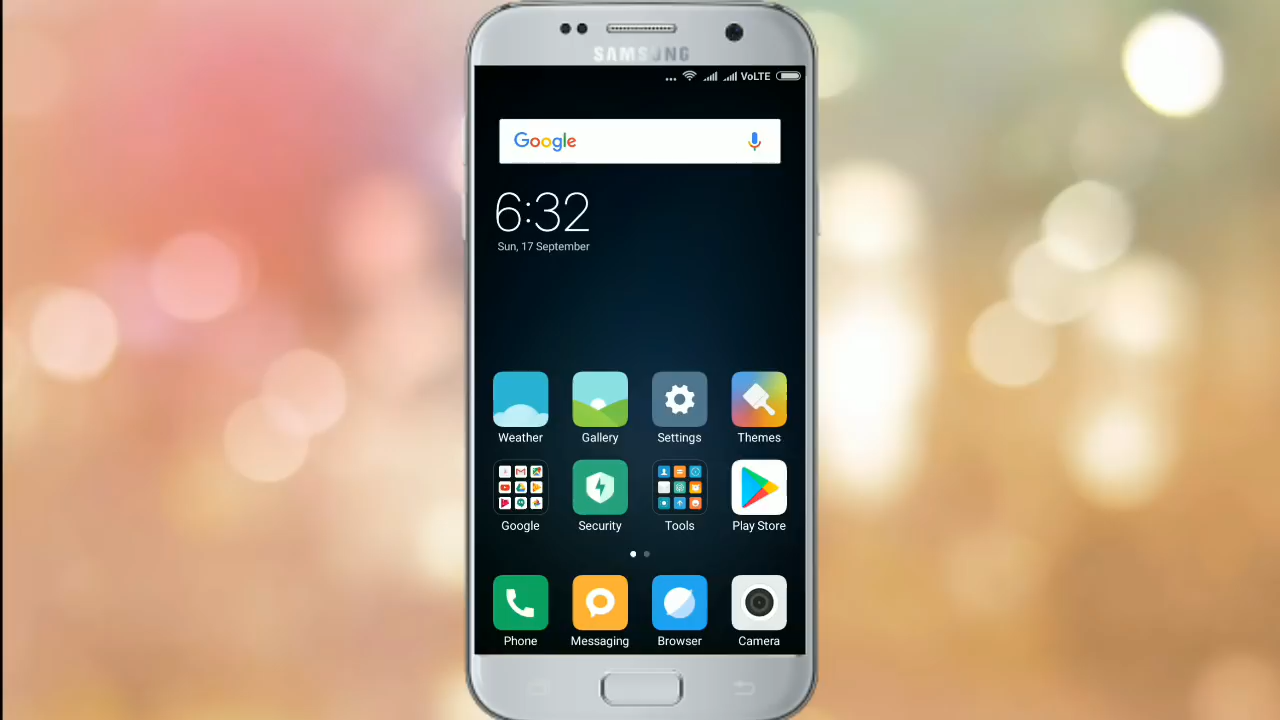 SAMSUNG
... VoLTE
Google
6:32
Sun, 17 September
Weather Gallery Settings Themes
Google Security Tools Play Store
Phone Messaging Browser Camera